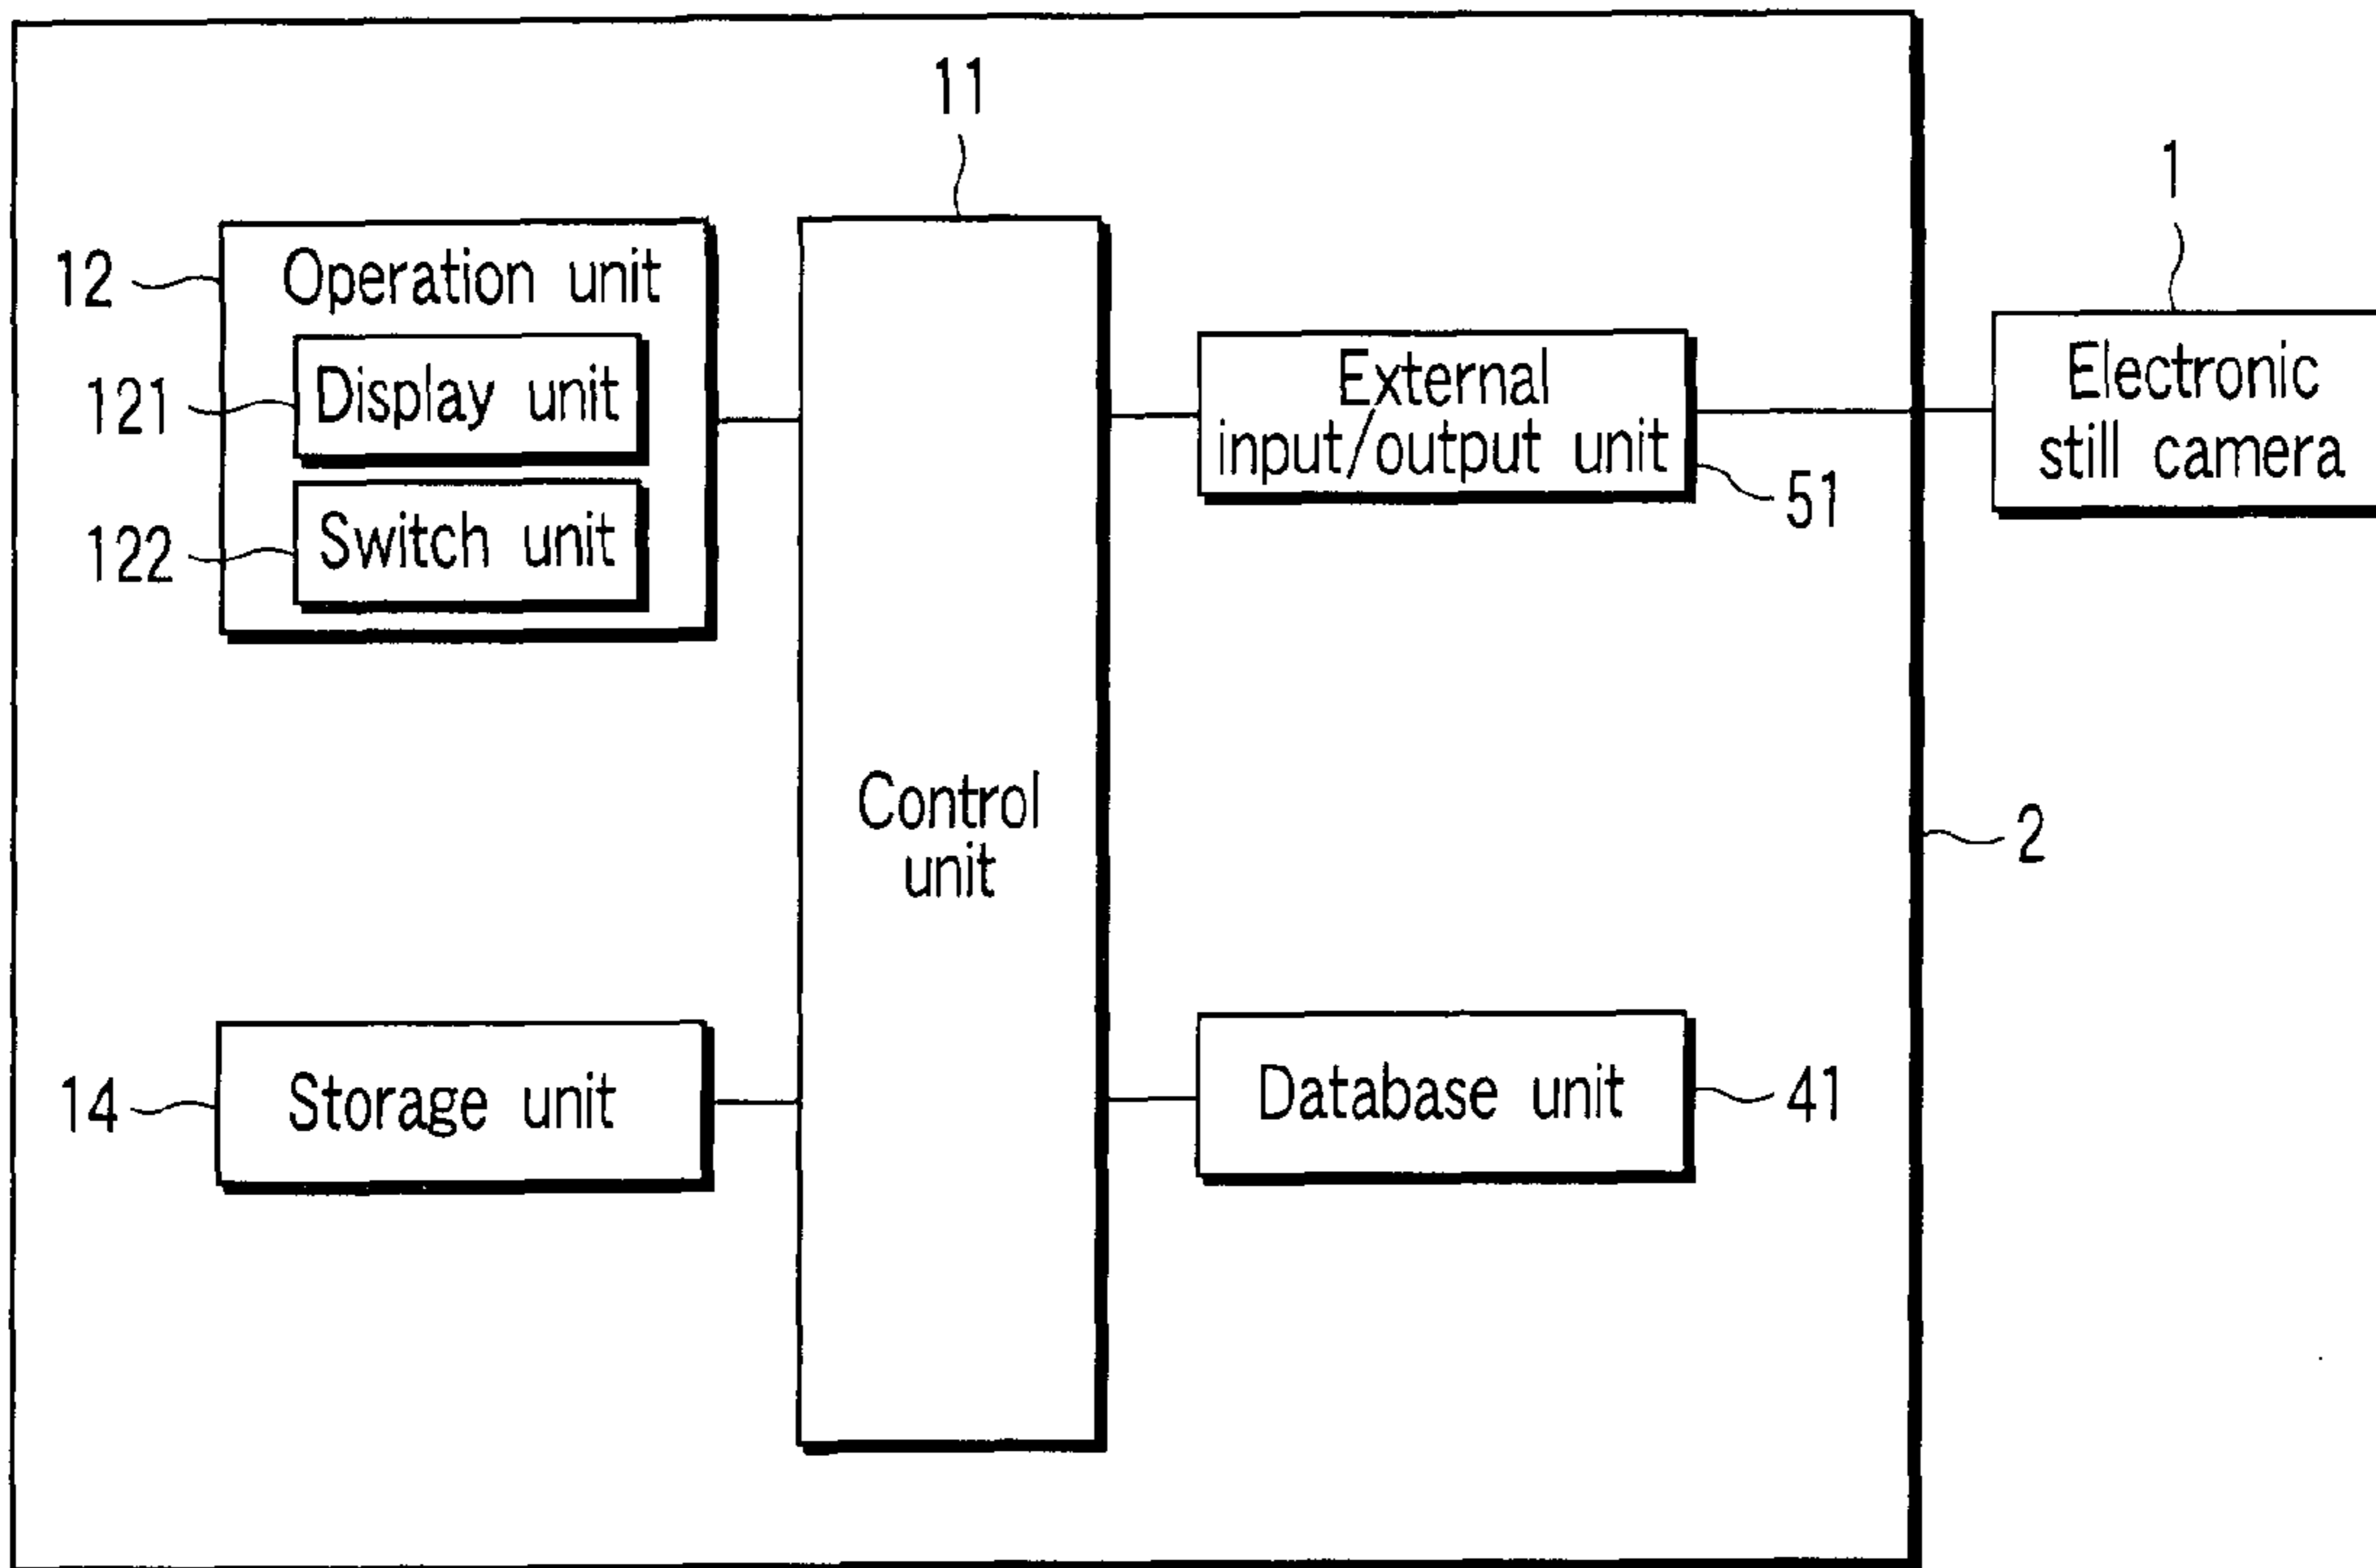 11
1
12
Operation unit
121
Display unit
122
Switch unit
External
input/output unit
51
Electronic
still camera
Control
unit
2
14
Storage unit
Database unit
41